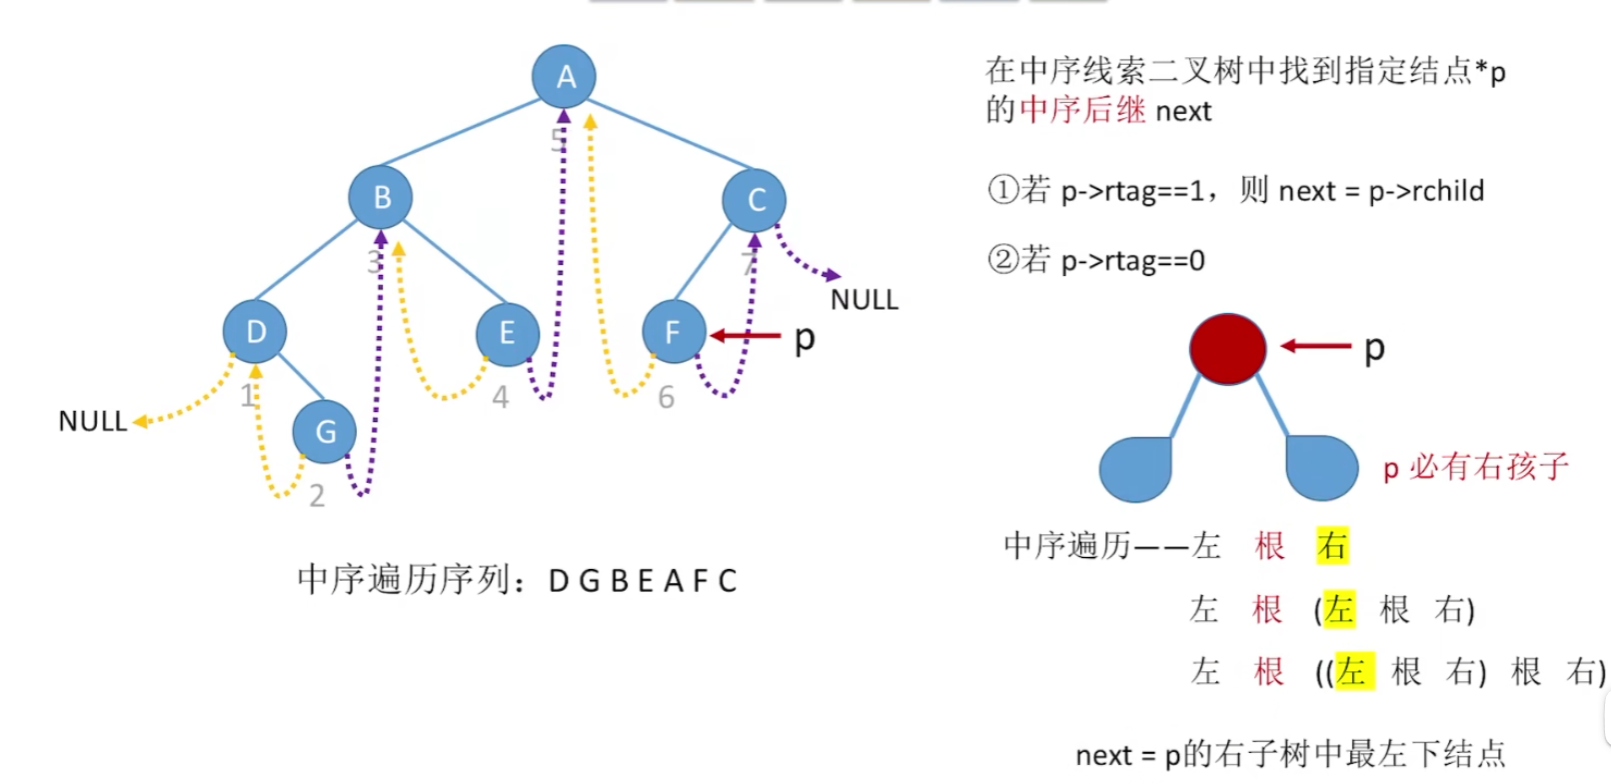 A
5
B
C
3
7
NULL
D
E
F
p
1
4
6
NULL
G
2
中序遍历序列：D G B E A F C
在中序线索二叉树中找到指定结点*p
的中序后继 next
①若 p->rtag==1，则 next = p->rchild
②若 p->rtag==0
p
p 必有右孩子
中序遍历——左 根 右
左 根 (左 根 右)
左 根 ((左 根 右) 根 右)
next = p的右子树中最左下结点